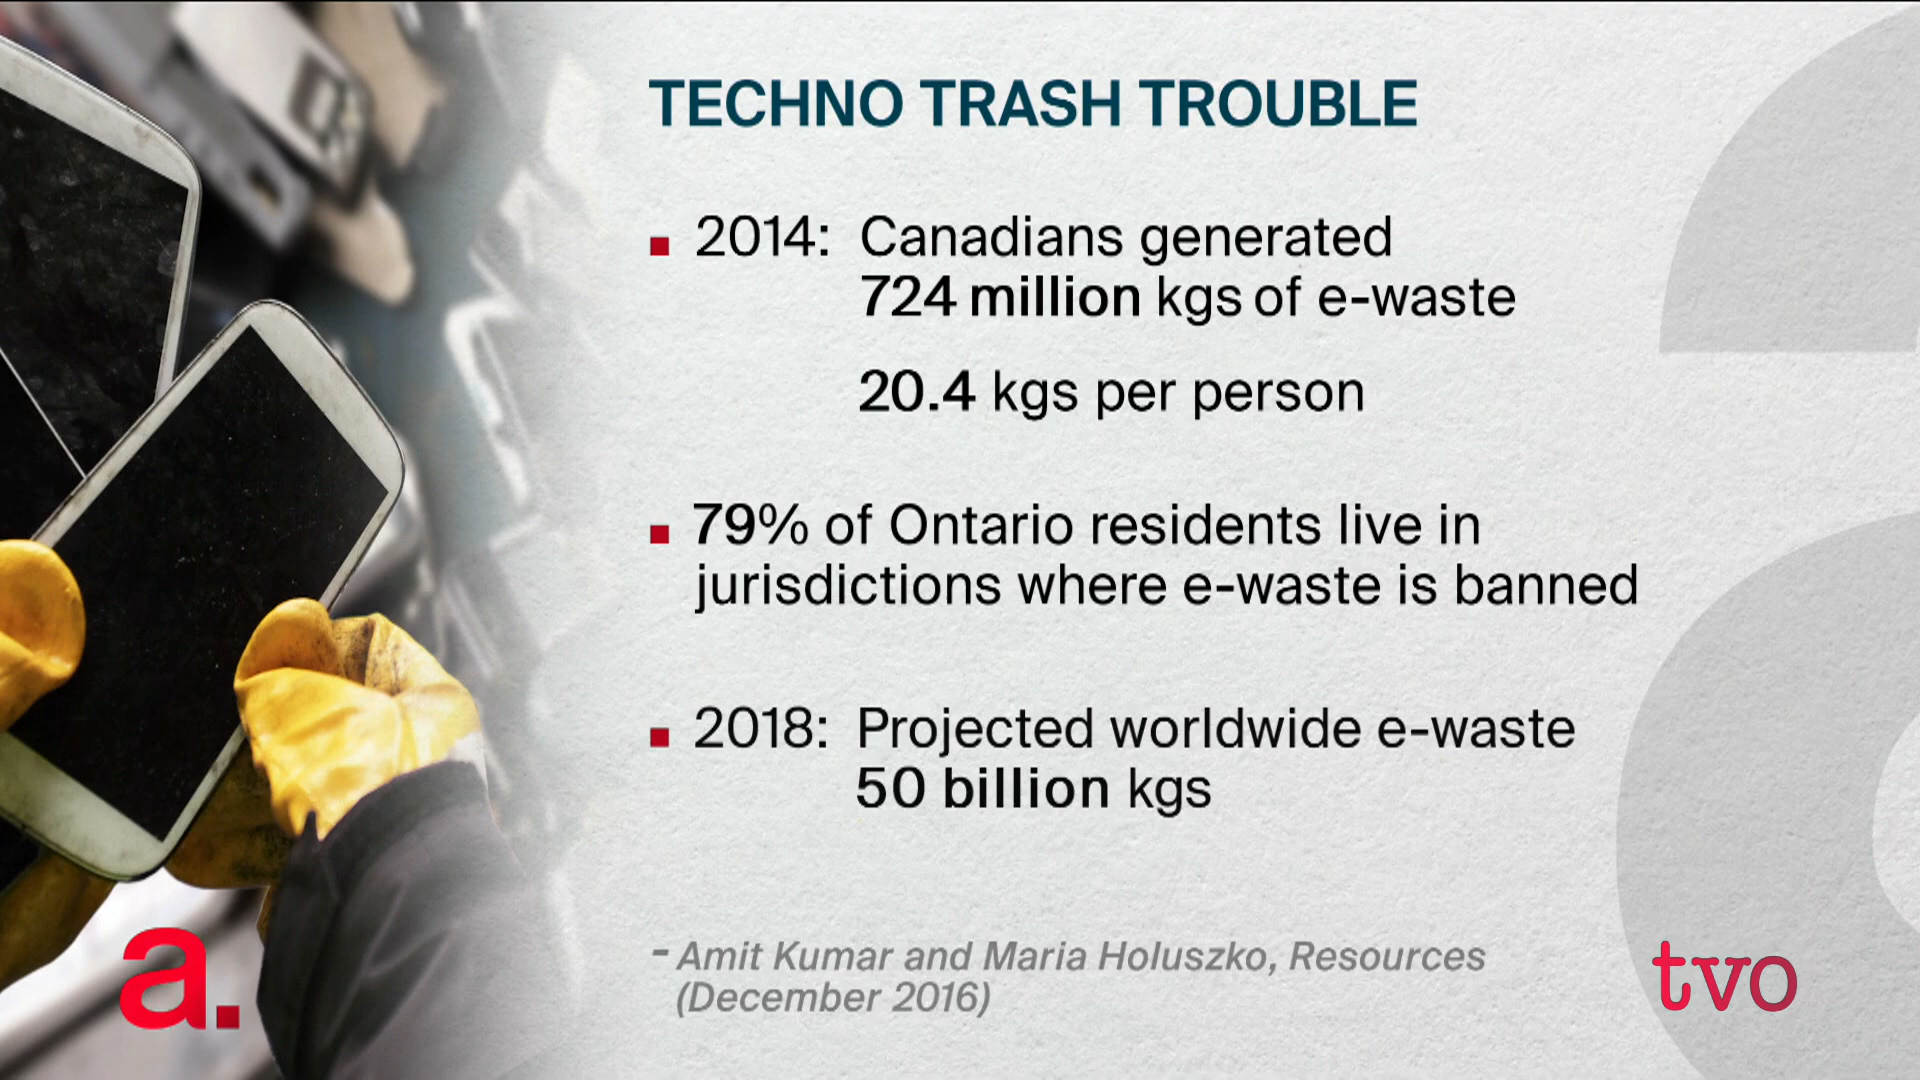 TECHNO TRASH TROUBLE
2014: Canadians generated
724 million kgs of e-waste
20.4 kgs per person
79% of Ontario residents live in
jurisdictions where e-waste is banned
2018: Projected worldwide e-waste
50 billion kgs
- Amit Kumar and Maria Holuszko, Resources
(December 2016)
a.
tvo